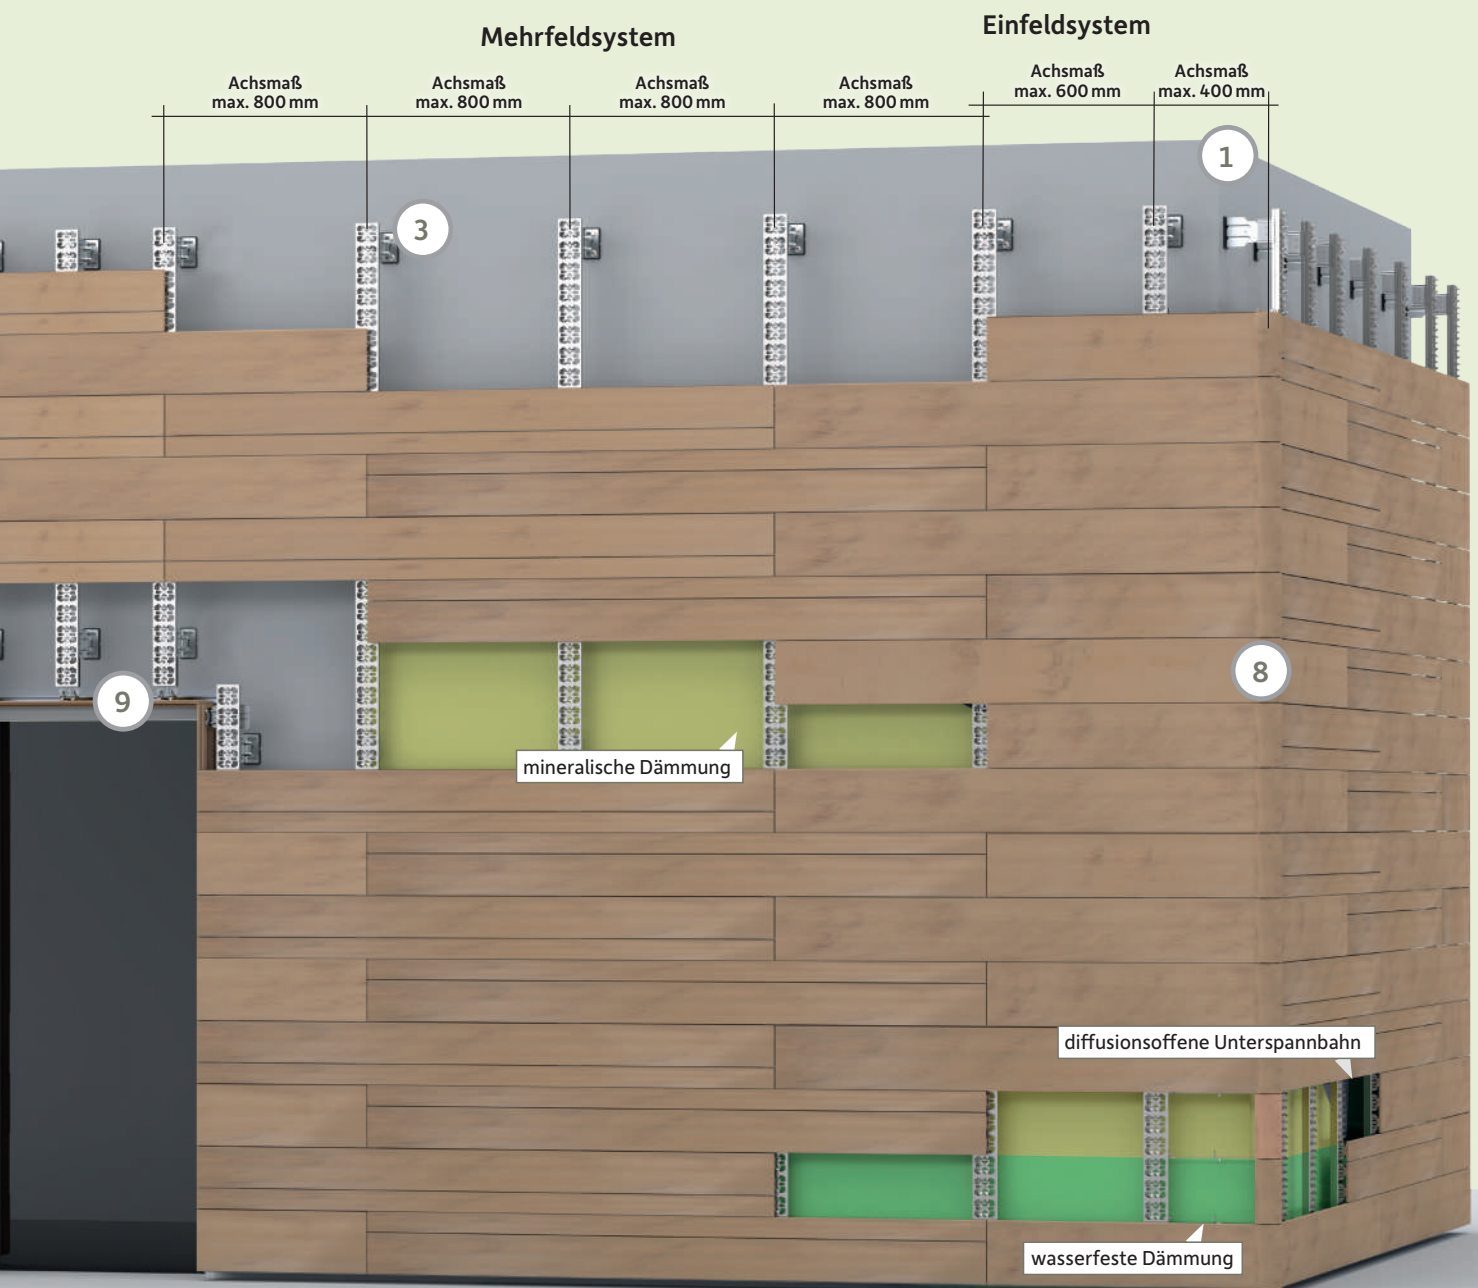 Mehrfeldsystem
Einfeldsystem
Achsmaß
max. 800 mm
Achsmaß
max. 800 mm
Achsmaß
max. 800 mm
Achsmaß
max. 800 mm
Achsmaß
max. 600 mm
Achsmaß
max. 400 mm
1
3
8
9
mineralische Dämmung
diffusionsoffene Unterspannbahn
wasserfeste Dämmung